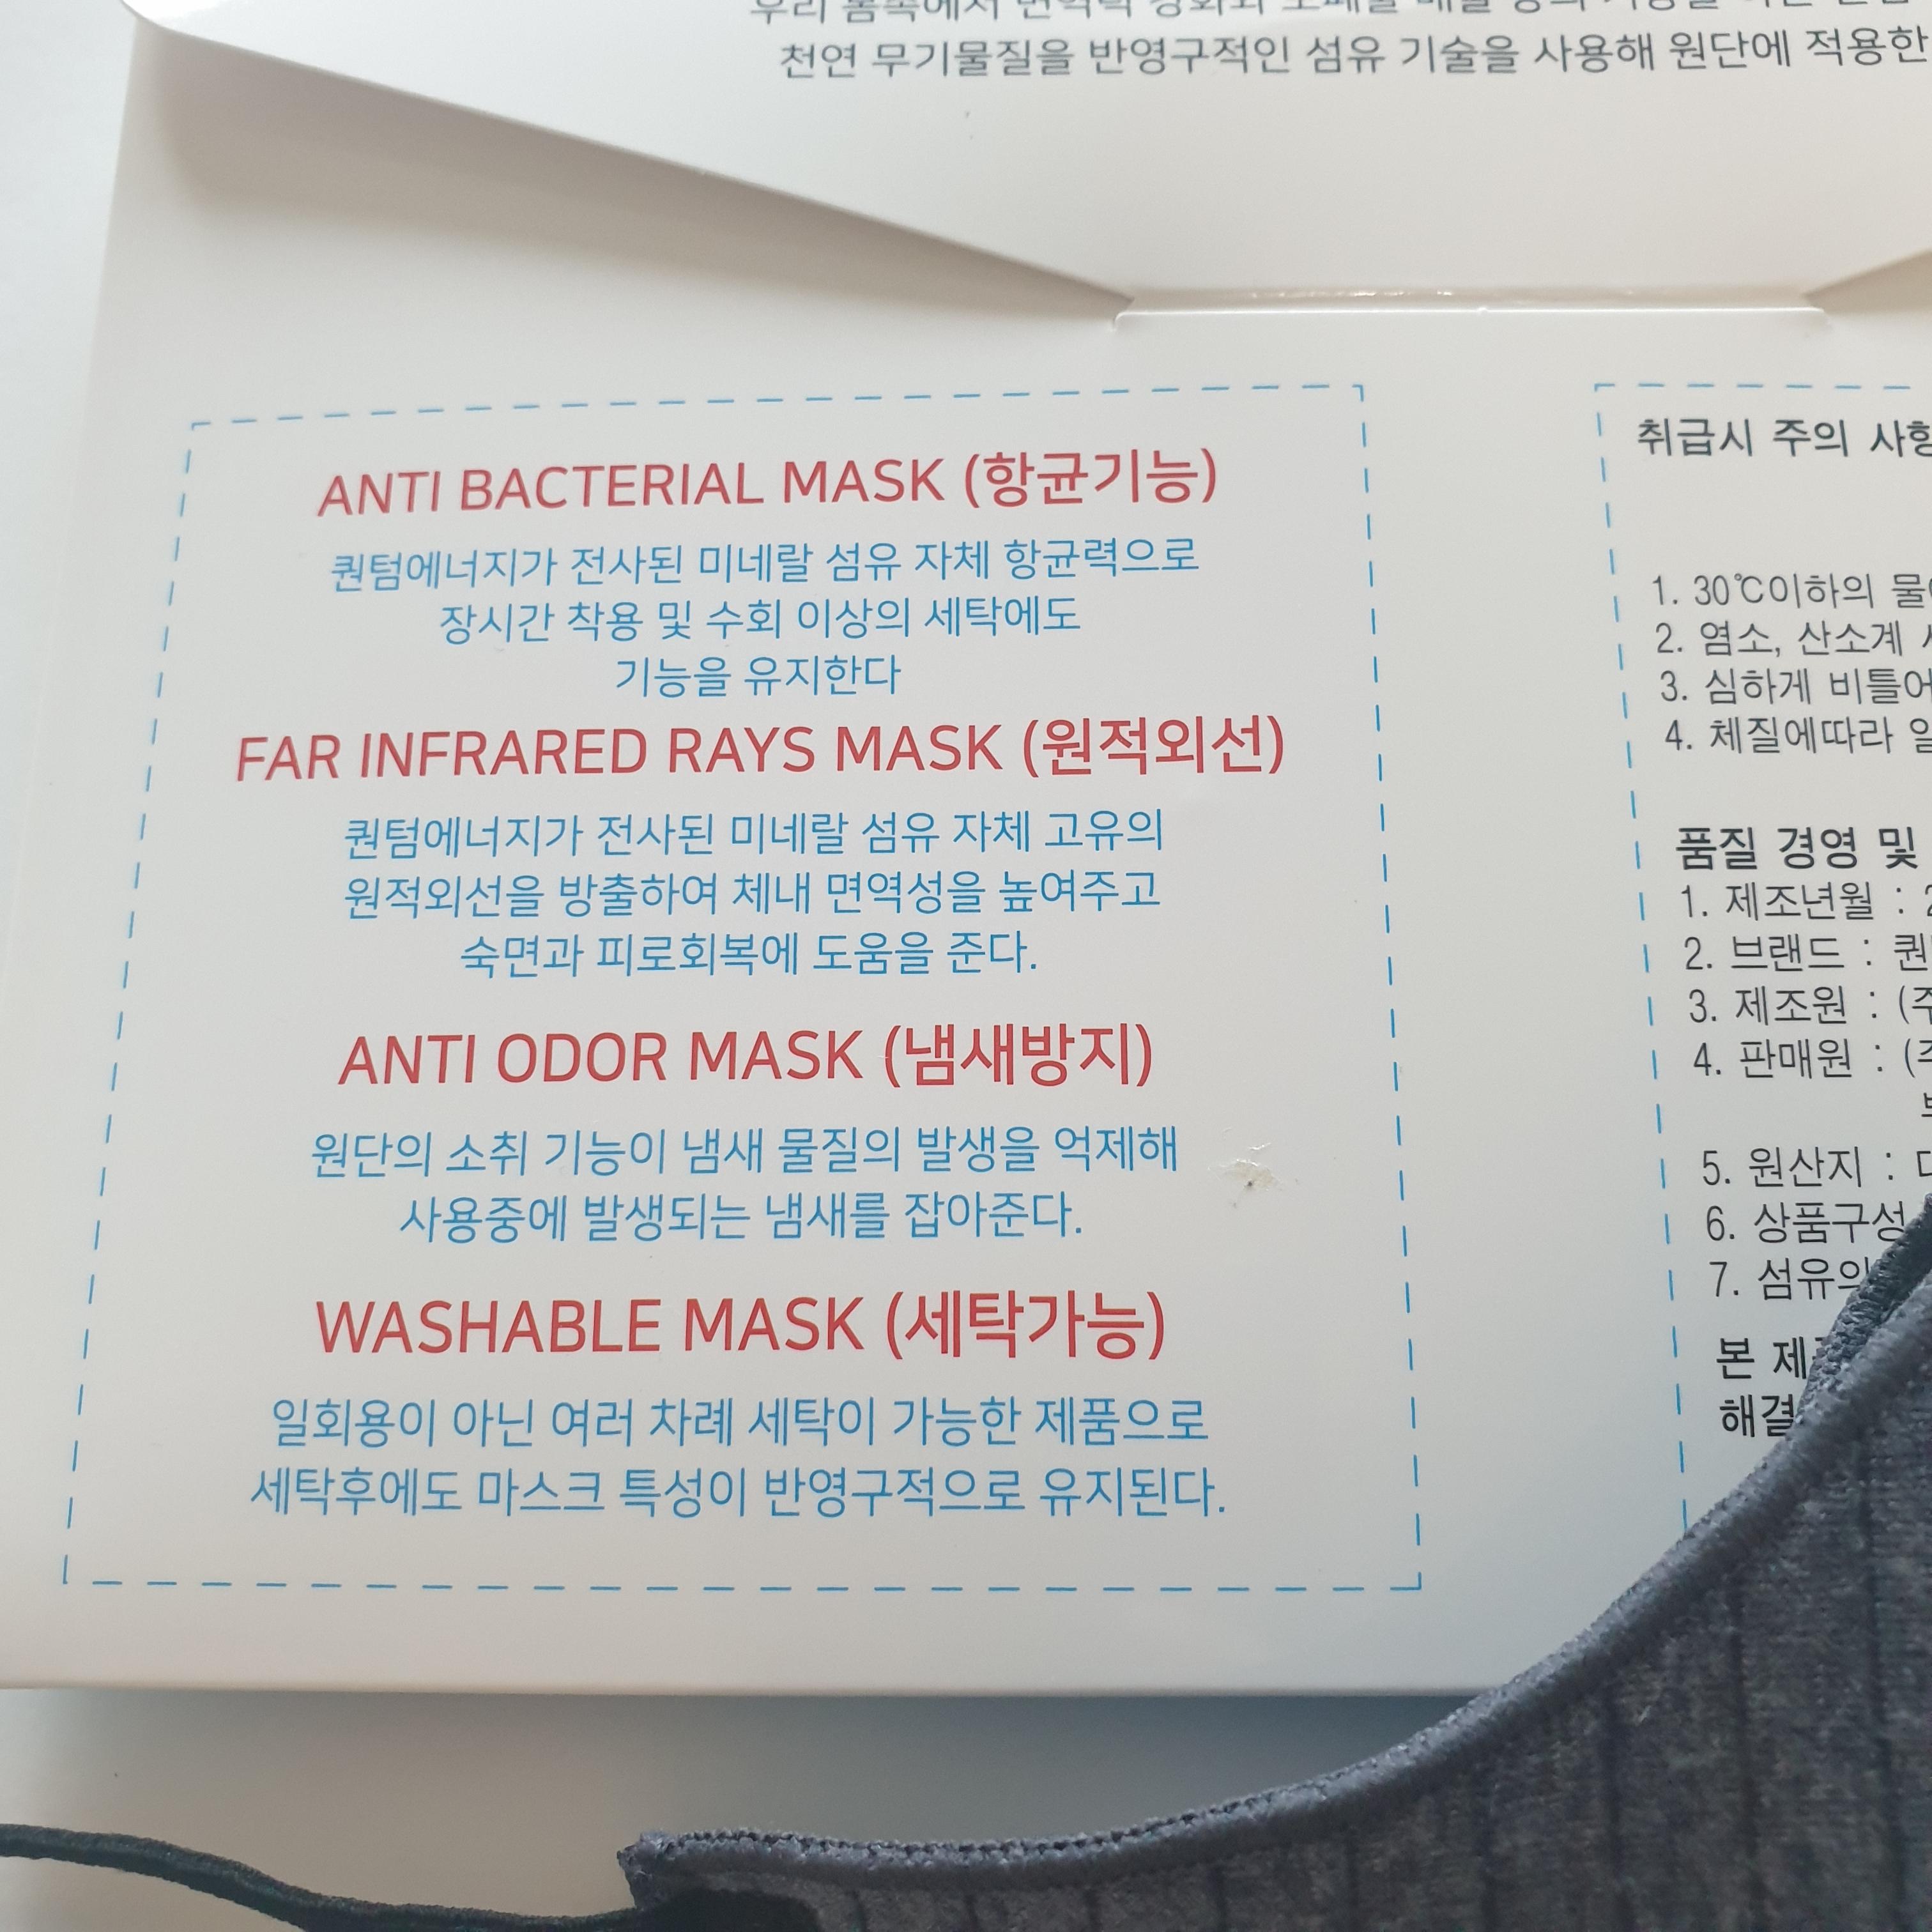 천연 무기물질을 반영구적인 섬유 기술을 사용해 원단에 적용한
ANTI BACTERIAL MASK (항균기능)
퀀텀에너지가 전사된 미네랄 섬유 자체 항균력으로
장시간 착용 및 수회 이상의 세탁에도
기능을 유지한다
FAR INFRARED RAYS MASK (원적외선)
퀀텀에너지가 전사된 미네랄 섬유 자체 고유의
원적외선을 방출하여 체내 면역성을 높여주고
숙면과 피로회복에 도움을 준다.
ANTI ODOR MASK (냄새방지)
원단의 소취 기능이 냄새 물질의 발생을 억제해
사용중에 발생되는 냄새를 잡아준다.
WASHABLE MASK (세탁가능)
일회용이 아닌 여러 차례 세탁이 가능한 제품으로
세탁후에도 마스크 특성이 반영구적으로 유지된다.
취급시 주의
1. 30℃이하의
2. 염소, 산소계
3. 심하게
4. 체질에따라
품질 경영 및
1. 제조년월 :
2. 브랜드 :
3. 제조원 :
4. 판매원 :
5. 원산지 :
6. 상품구성
7. 섬유의
본
해결